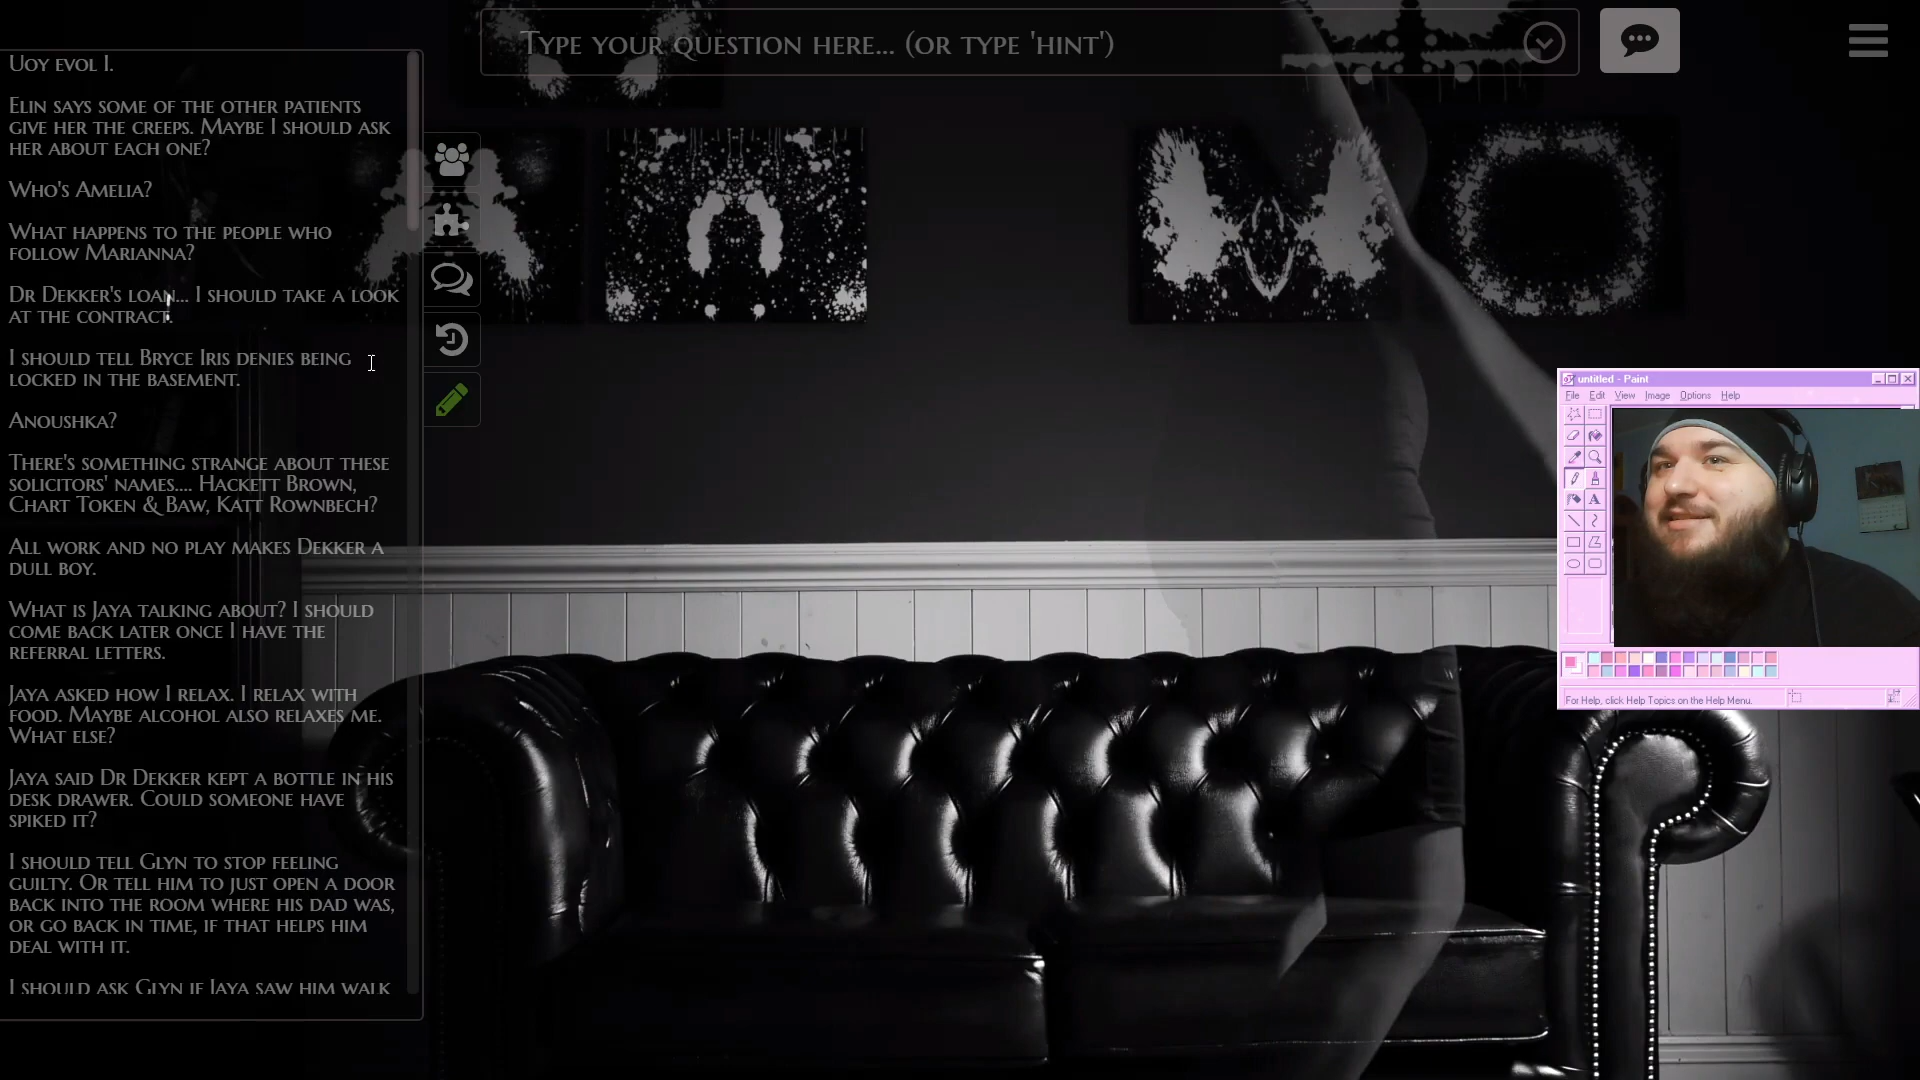 Type your question here... (or type 'hint')
Uoy evol I.
Elin says some of the other patients
give her the creeps. Maybe I should ask
her about each one?
Who's Amelia?
What happens to the people who
follow Marianna?
Dr Dekker's loan... I should take a look
at the contract.
I should tell Bryce Iris denies being
locked in the basement.
Anoushka?
There's something strange about these
solicitors' names.... Hackett Brown,
Chart Token & Baw, Katt Rownbech?
All work and no play makes Dekker a
dull boy.
What is Jaya talking about? I should
come back later once I have the
referral letters.
Jaya asked how I relax. I relax with
food. Maybe alcohol also relaxes me.
What else?
Jaya said Dr Dekker kept a bottle in his
desk drawer. Could someone have
spiked it?
I should tell Glyn to stop feeling
guilty. Or tell him to just open a door
back into the room where his dad was,
or go back in time, if that helps him
deal with it.
I should ask Glyn if Jaya saw him walk
untitled - Paint
File Edit View Image Options Help
A
For Help, click Help Topics on the Help Menu.